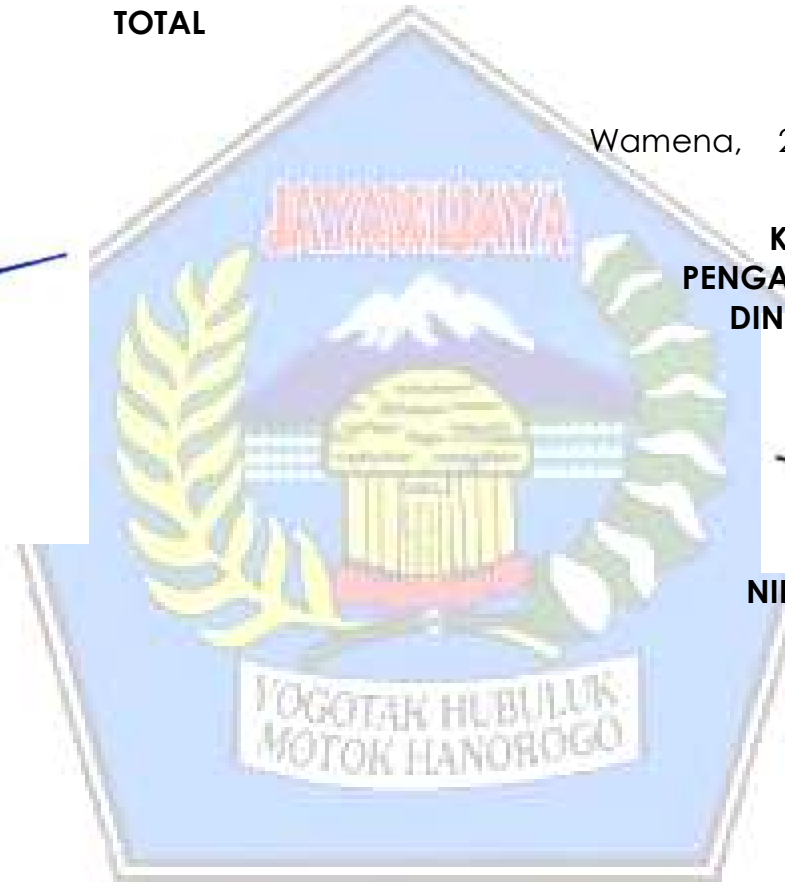 TOTAL
Wamena, 2
JAYAWIJAYA
K
PENGA
DIN
NI
YOGOTAK HUBULUK
MOTOK HANOROGO